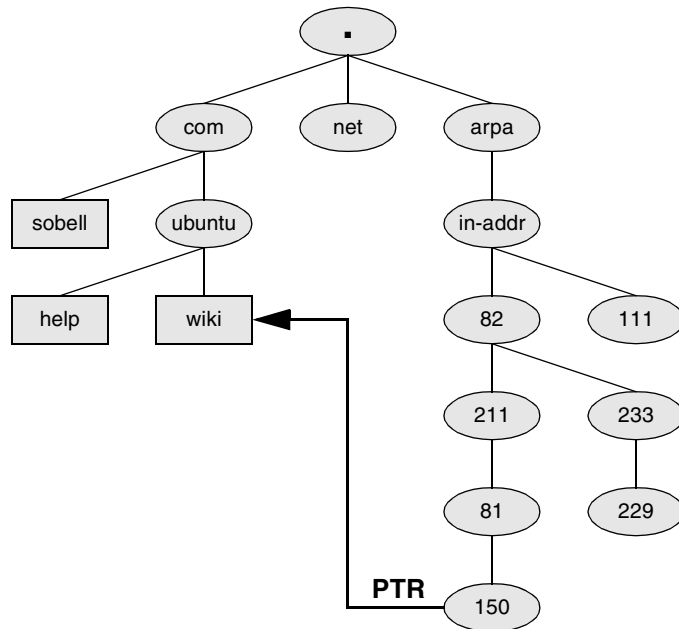 .
com net arpa
sobell ubuntu in-addr
help wiki 82 111
211 233
81 229
PTR 150